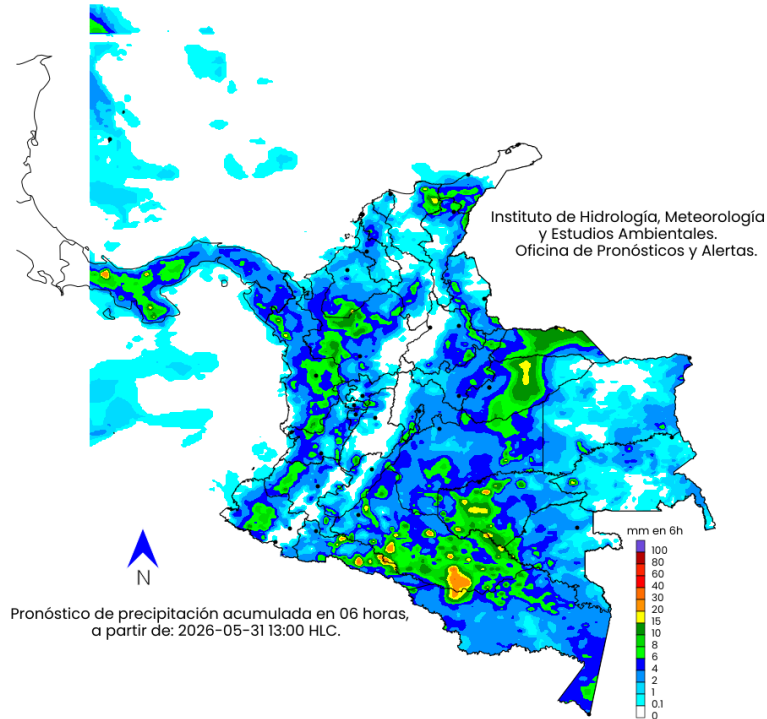 Instituto de Hidrología, Meteorología
y Estudios Ambientales.
Oficina de Pronósticos y Alertas.
mm en 6h
100
80
60
40
30
20
15
10
8
6
4
2
1
0.1
0
N
Pronóstico de precipitación acumulada en 06 horas,
a partir de: 2026-05-31 13:00 HLC.